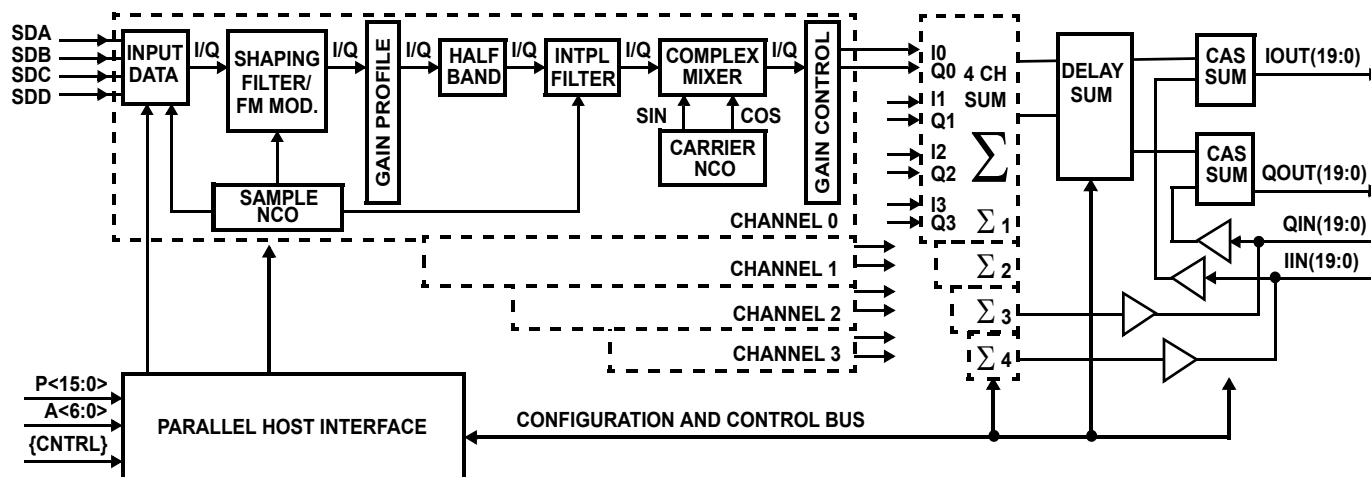 SDA
SDB
SDC
SDD
INPUT
DATA
I/Q
SHAPING
FILTER/
FM MOD.
I/Q
GAIN PROFILE
I/Q
HALF
BAND
I/Q
INTPL
FILTER
I/Q
COMPLEX
MIXER
I/Q
GAIN CONTROL
SIN
COS
CARRIER
NCO
SAMPLE
NCO
CHANNEL 0
CHANNEL 1
CHANNEL 2
CHANNEL 3
I0
Q0
4 CH
SUM
I1
Q1
I2
Q2
∑
I3
Q3
∑ 1
∑ 2
∑ 3
∑ 4
DELAY
SUM
CAS
SUM
IOUT(19:0)
CAS
SUM
QOUT(19:0)
QIN(19:0)
IIN(19:0)
P<15:0>
A<6:0>
{CNTRL}
PARALLEL HOST INTERFACE
CONFIGURATION AND CONTROL BUS